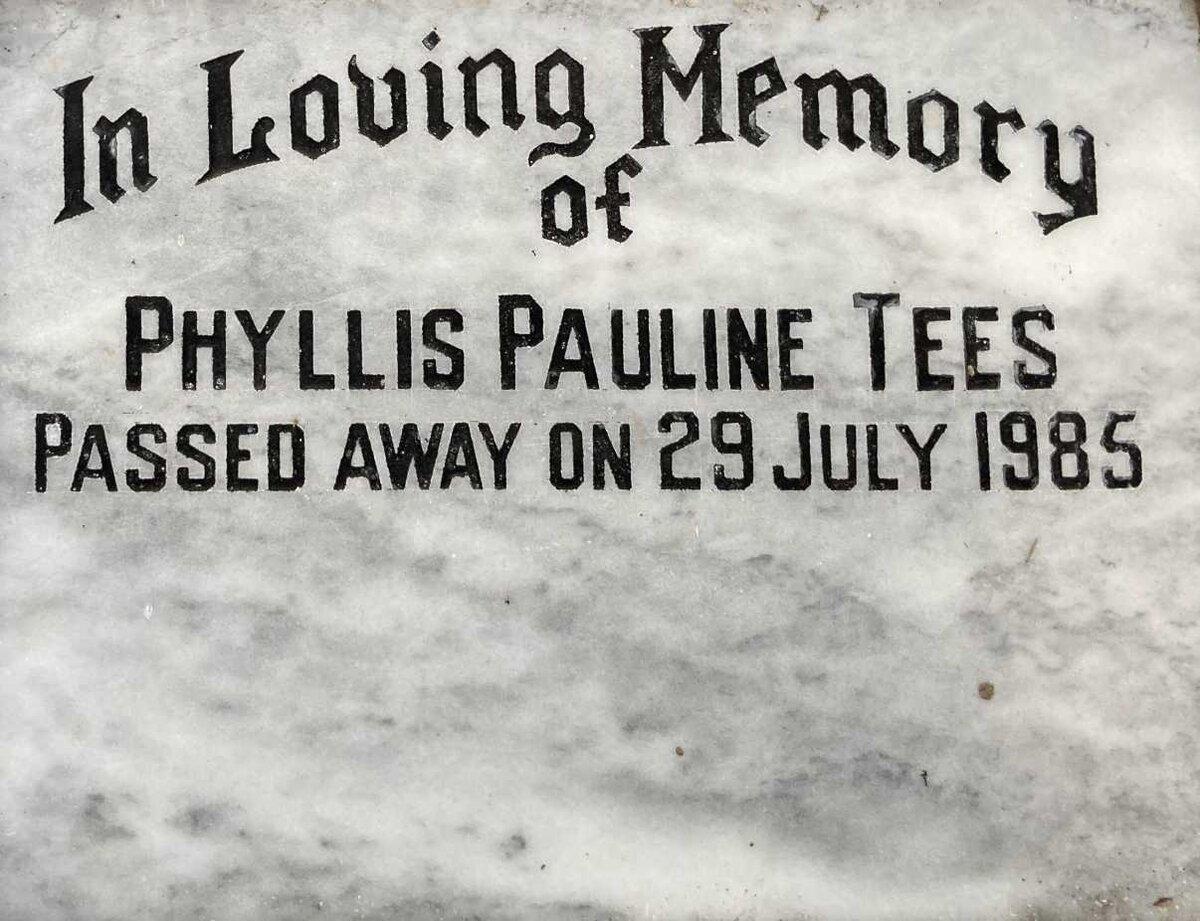 In Loving Memory
of
PHYLLIS PAULINE TEES
PASSED AWAY ON 29 JULY 1985